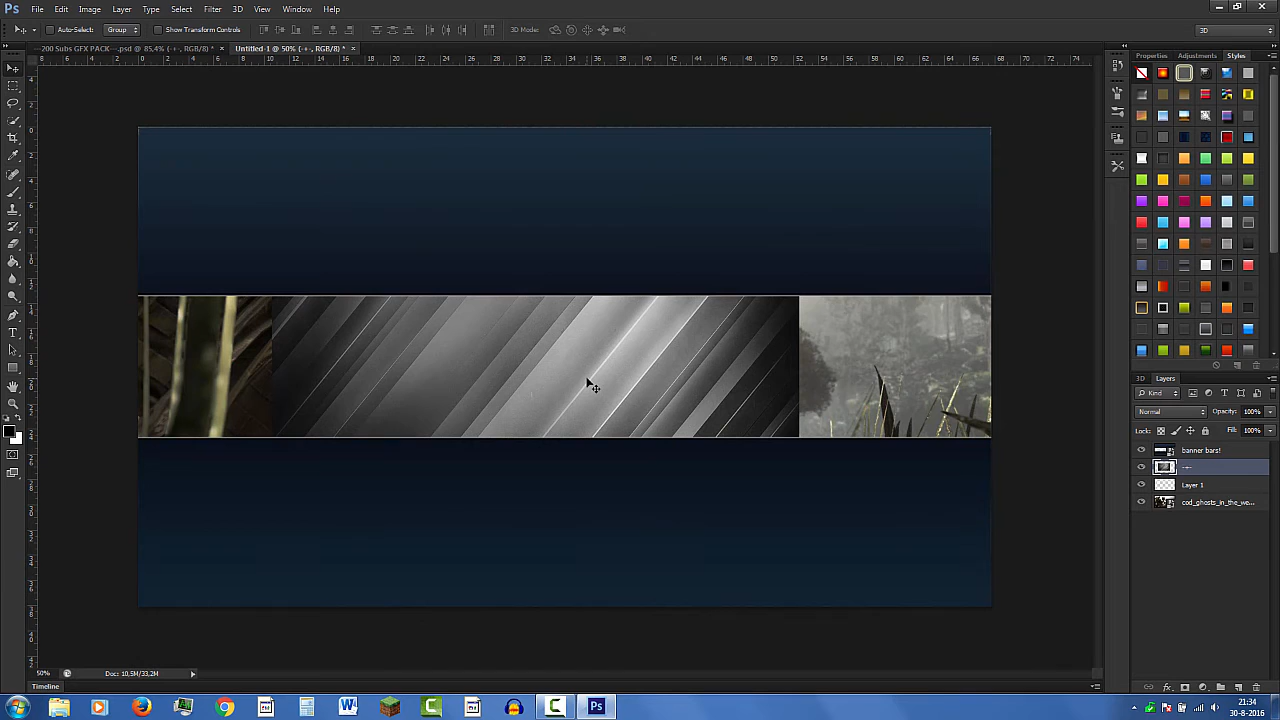 Ps File Edit Image Layer Type Select Filter 3D View Window Help
Auto-Select: Group Show Transform Controls 3D Mode: 3D
---200 Subs GFX PACK---.psd @ 85,4% (-+-, RGB/8) * × Untitled-1 @ 50% (-+-, RGB/8) * ×
Properties Adjustments Styles
3D Layers
Kind
Normal Opacity: 100%
Lock: Fill: 100%
banner bars!
-+-
Layer 1
cod_ghosts_in_the_we...
50% Doc: 10,5M/33,2M
Timeline
Ps
21:34
30-8-2016